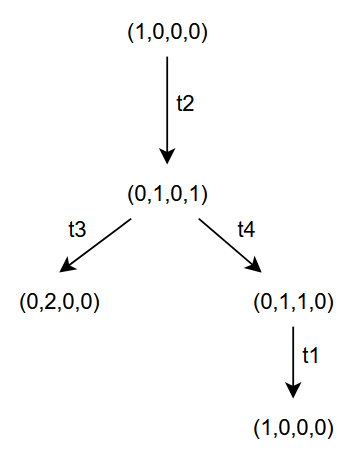 (1,0,0,0)
t2
(0,1,0,1)
t3
t4
(0,2,0,0)
(0,1,1,0)
t1
(1,0,0,0)